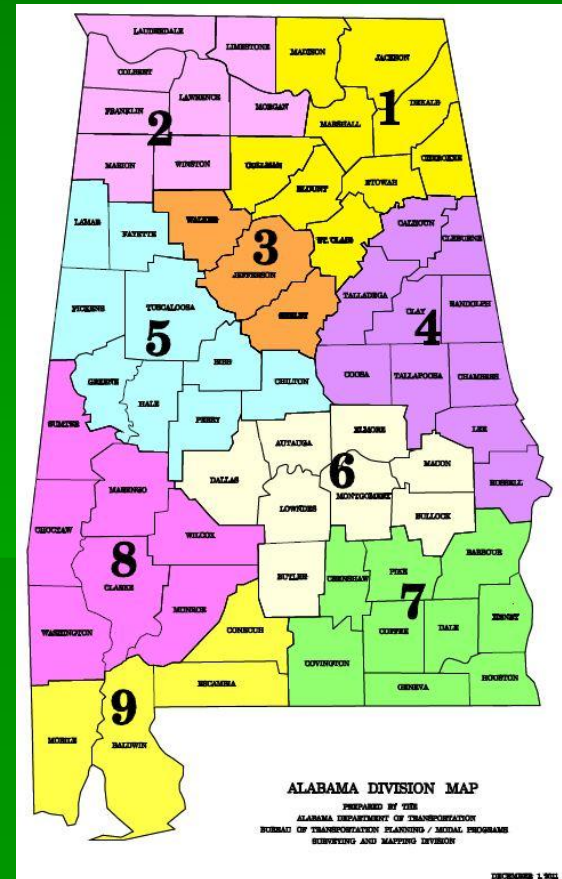 LAUDERDALE
LIMESTONE
MADISON
JACKSON
COLBERT
LAWRENCE
FRANKLIN
MORGAN
MARSHALL
DEKALB
1
2
MARION
WINSTON
CULLMAN
BLOUNT
ETOWAH
CHEROKEE
LAMAR
FAYETTE
WALKER
3
JEFFERSON
ST. CLAIR
CALHOUN
CLEBURNE
PICKENS
TUSCALOOSA
5
SHELBY
TALLADEGA
CLAY
RANDOLPH
4
GREENE
HALE
BIBB
PERRY
CHILTON
COOSA
TALLAPOOSA
CHAMBERS
SUMTER
AUTAUGA
ELMORE
LEE
MARENGO
DALLAS
6
MACON
RUSSELL
LOWNDES
MONTGOMERY
BULLOCK
CHOCTAW
WILCOX
8
CLARKE
BUTLER
CRENSHAW
PIKE
BARBOUR
7
WASHINGTON
MONROE
CONECUH
COFFEE
DALE
HENRY
COVINGTON
GENEVA
HOUSTON
ESCAMBIA
9
MOBILE
BALDWIN
ALABAMA DIVISION MAP
PREPARED BY THE
ALABAMA DEPARTMENT OF TRANSPORTATION
BUREAU OF TRANSPORTATION PLANNING / MODAL PROGRAMS
SURVEYING AND MAPPING DIVISION
DECEMBER 1, 2011